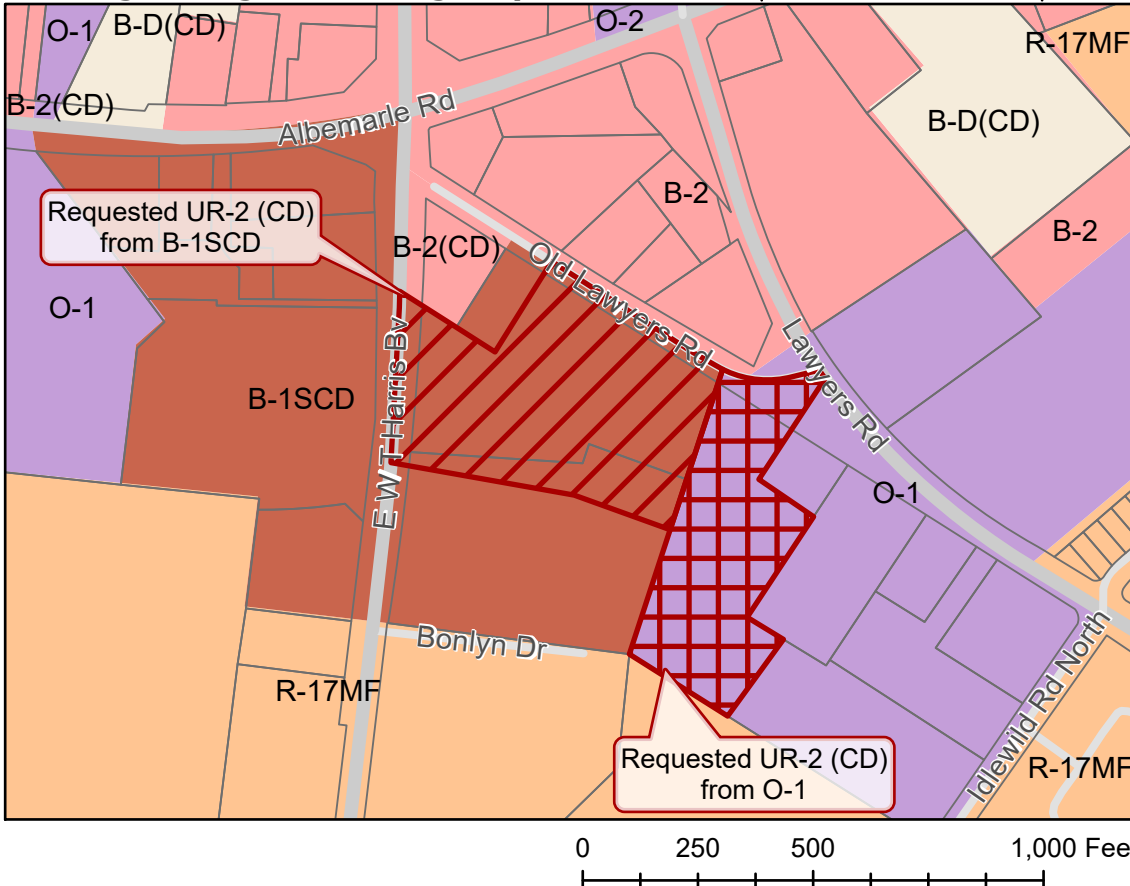 O-1
B-D(CD)
O-2
R-17MF
B-2(CD)
Albemarle Rd
B-D(CD)
Requested UR-2 (CD)
from B-1SCD
B-2
B-2(CD)
B-2
Old Lawyers Rd
O-1
Lawyers Rd
E W T Harris Bv
B-1SCD
O-1
Bonlyn Dr
R-17MF
Idlewild Rd North
Requested UR-2 (CD)
from O-1
R-17MF
0 250 500 1,000 Fee